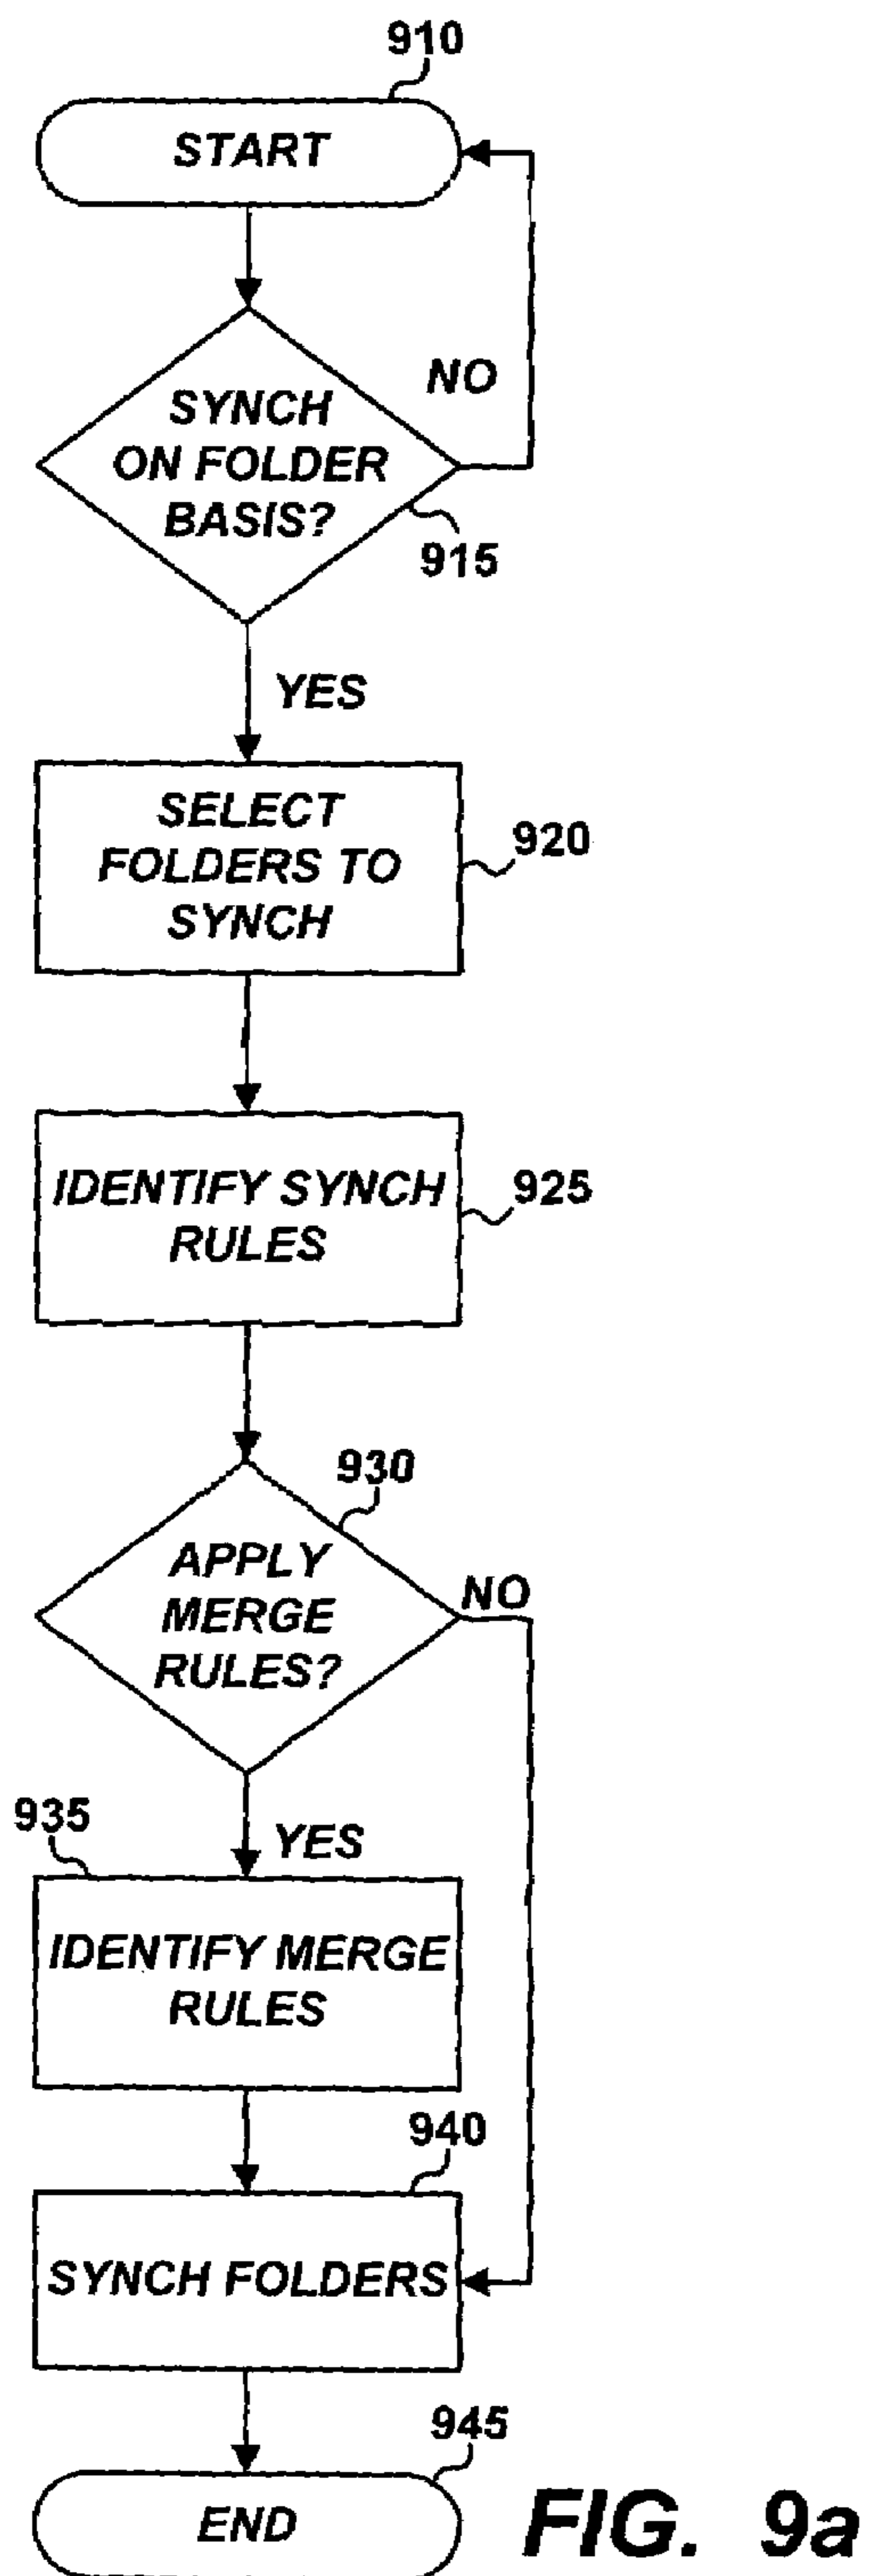 910
START
NO
SYNCH
ON FOLDER
BASIS?
915
YES
SELECT
FOLDERS TO
SYNCH
920
IDENTIFY SYNCH
RULES
925
930
APPLY
MERGE
RULES?
NO
935
YES
IDENTIFY MERGE
RULES
940
SYNCH FOLDERS
945
END
FIG. 9a